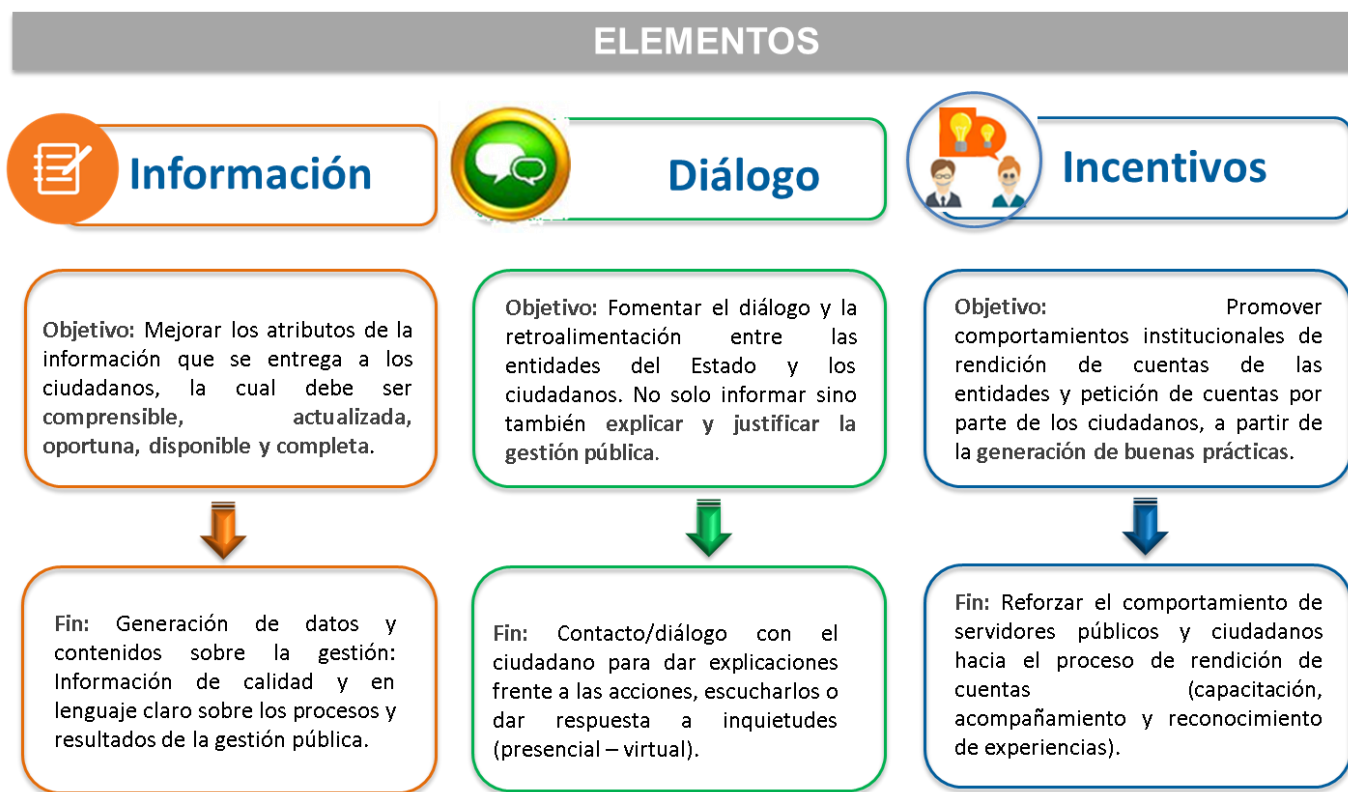 ELEMENTOS
Información
Objetivo: Mejorar los atributos de la
información que se entrega a los
ciudadanos, la cual debe ser
comprensible, actualizada,
oportuna, disponible y completa.
Fin: Generación de datos y
contenidos sobre la gestión:
Información de calidad y en
lenguaje claro sobre los procesos y
resultados de la gestión pública.
Diálogo
Objetivo: Fomentar el diálogo y la
retroalimentación entre las
entidades del Estado y los
ciudadanos. No solo informar sino
también explicar y justificar la
gestión pública.
Fin: Contacto/diálogo con el
ciudadano para dar explicaciones
frente a las acciones, escucharlos o
dar respuesta a inquietudes
(presencial – virtual).
Incentivos
Objetivo: Promover
comportamientos institucionales de
rendición de cuentas de las
entidades y petición de cuentas por
parte de los ciudadanos, a partir de
la generación de buenas prácticas.
Fin: Reforzar el comportamiento de
servidores públicos y ciudadanos
hacia el proceso de rendición de
cuentas (capacitación,
acompañamiento y reconocimiento
de experiencias).